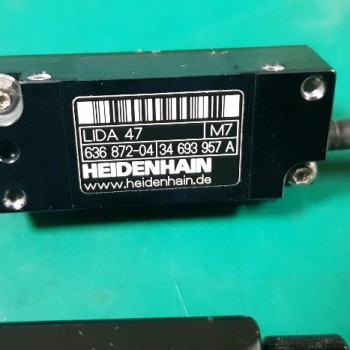 LIDA 47 M7
636 872-04 34 693 957 A
HEIDENHAIN
www.heidenhain.de